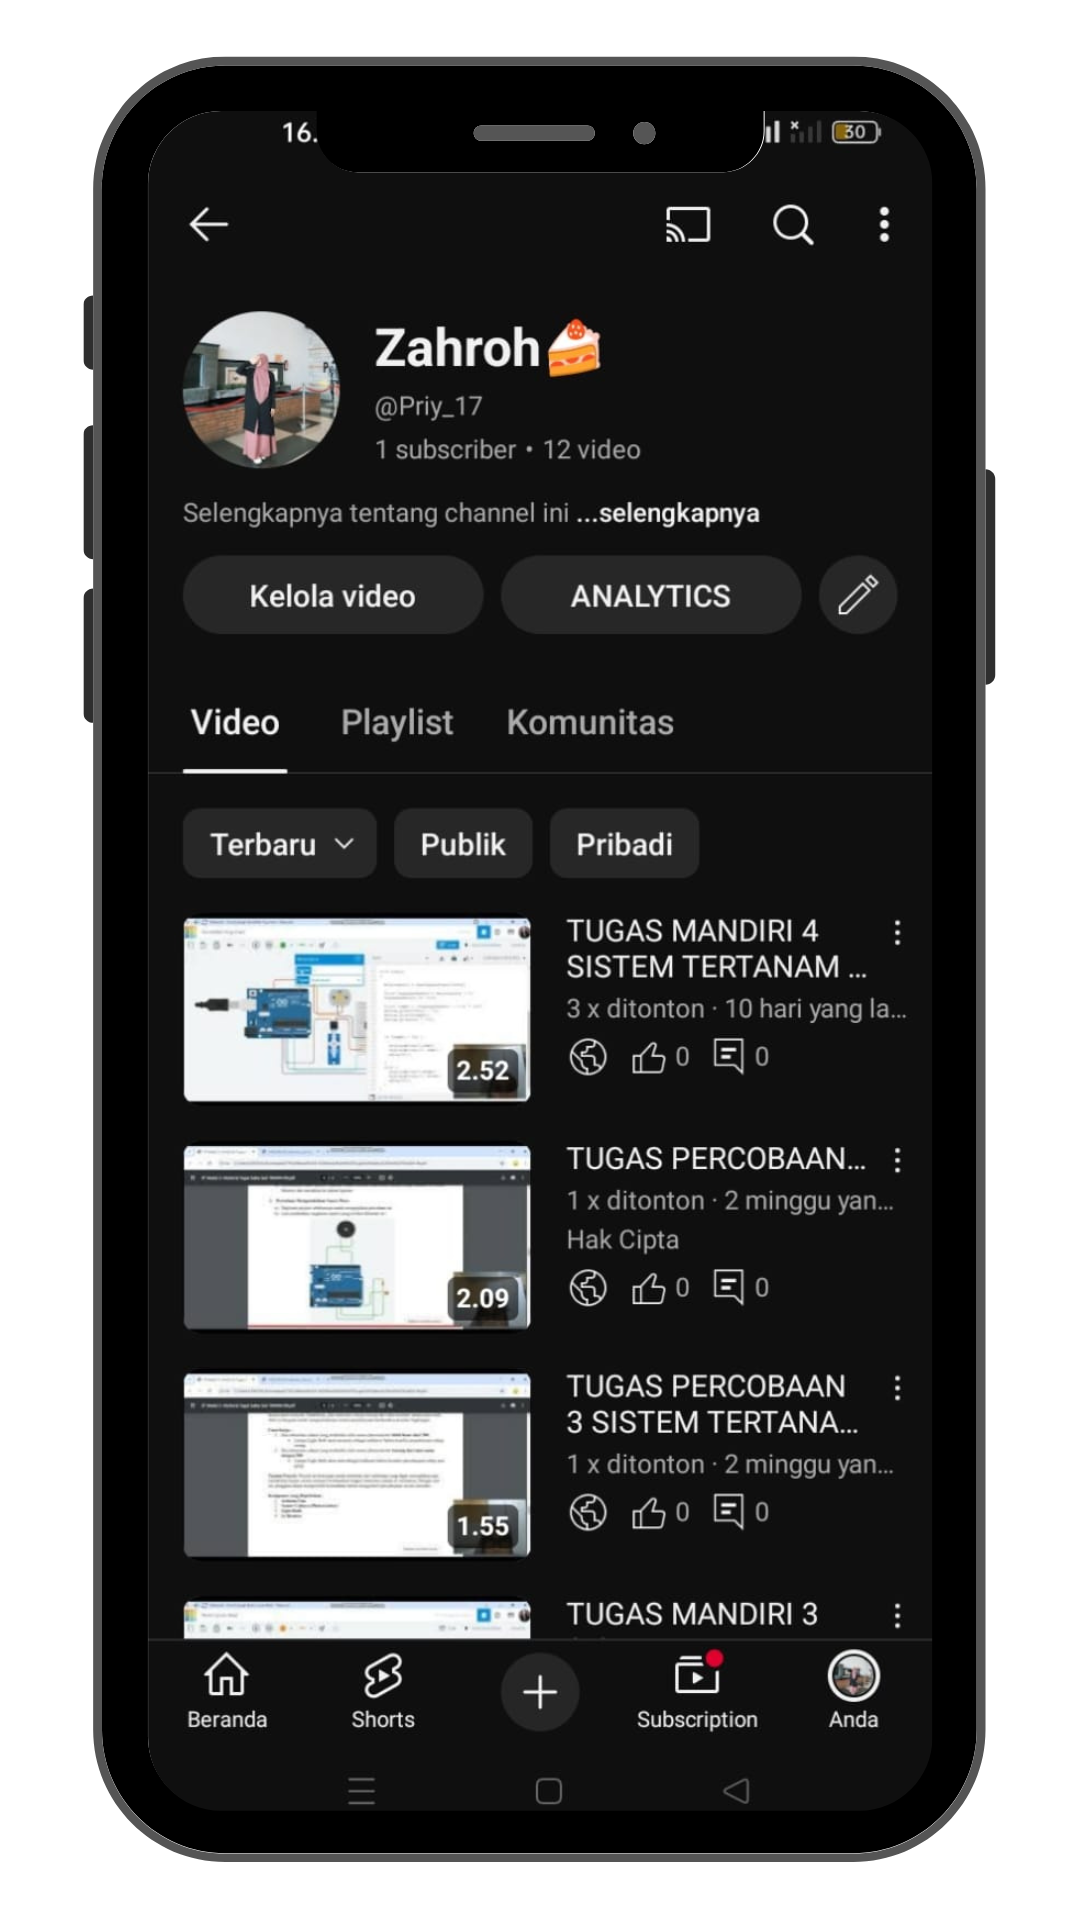 16.
30
Zahroh
@Priy_17
1 subscriber • 12 video
Selengkapnya tentang channel ini ...selengkapnya
Kelola video
ANALYTICS
Video
Playlist
Komunitas
Terbaru
Publik
Pribadi
TUGAS MANDIRI 4
SISTEM TERTANAM ...
3 x ditonton · 10 hari yang la...
0
0
2.52
TUGAS PERCOBAAN...
1 x ditonton · 2 minggu yan...
Hak Cipta
0
0
2.09
TUGAS PERCOBAAN
3 SISTEM TERTANA...
1 x ditonton · 2 minggu yan...
0
0
1.55
TUGAS MANDIRI 3
Beranda
Shorts
Subscription
Anda